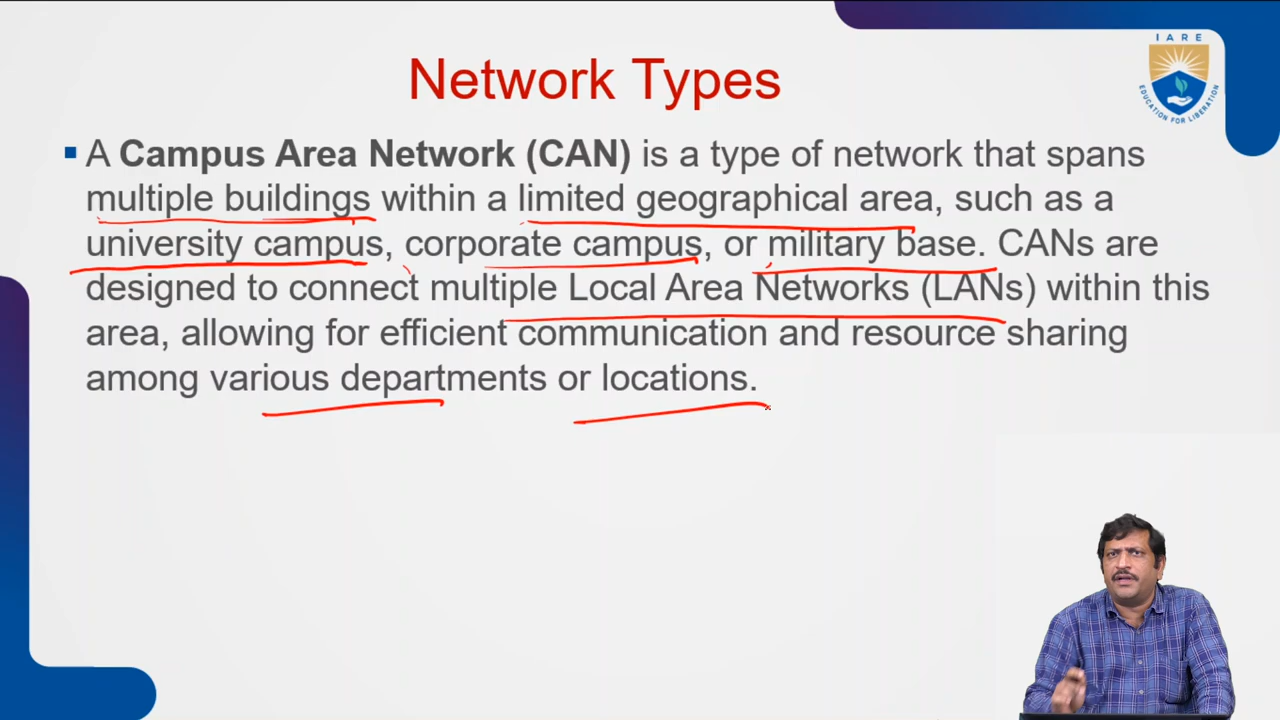 IARE
EDUCATION FOR LIBERATION
Network Types
A Campus Area Network (CAN) is a type of network that spans
multiple buildings within a limited geographical area, such as a
university campus, corporate campus, or military base. CANs are
designed to connect multiple Local Area Networks (LANs) within this
area, allowing for efficient communication and resource sharing
among various departments or locations.